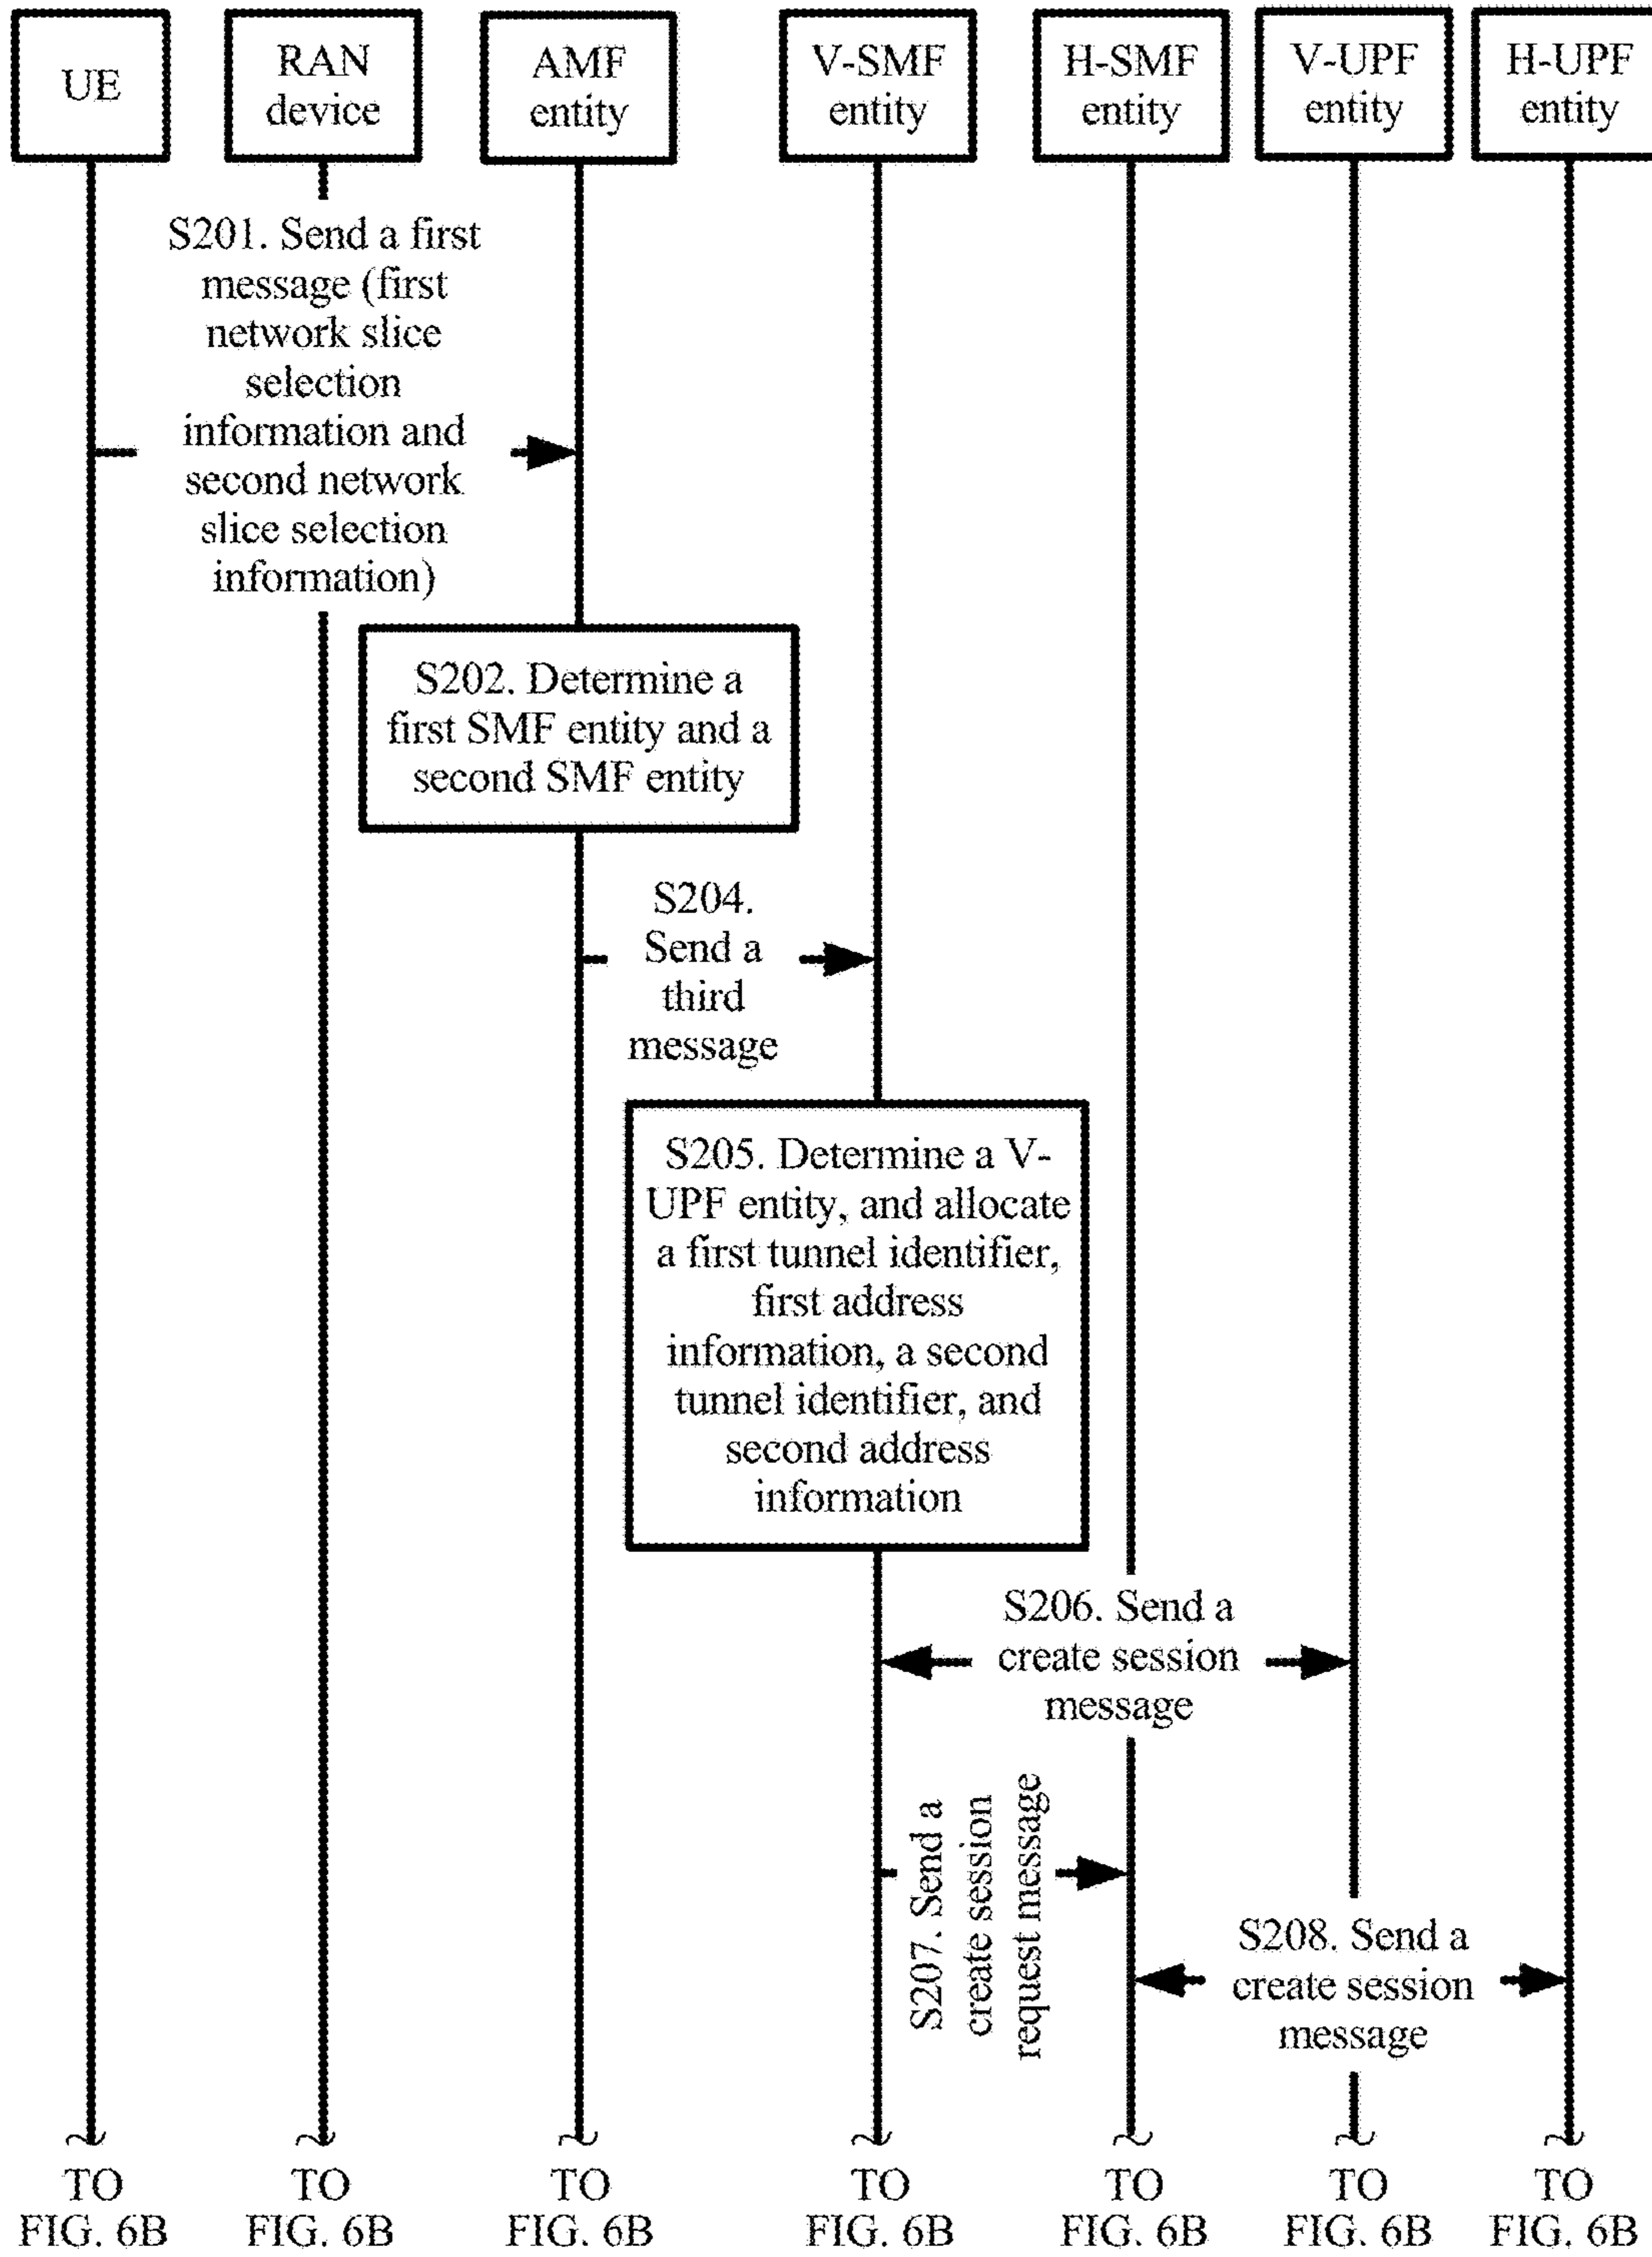 UE
RAN
device
AMF
entity
V-SMF
entity
H-SMF
entity
V-UPF
entity
H-UPF
entity
S201. Send a first
message (first
network slice
selection
information and
second network
slice selection
information)
S202. Determine a
first SMF entity and a
second SMF entity
S204.
Send a
third
message
S205. Determine a V-
UPF entity, and allocate
a first tunnel identifier,
first address
information, a second
tunnel identifier, and
second address
information
S206. Send a
create session
message
S207. Send a
create session
request message
S208. Send a
create session
message
TO
FIG. 6B
TO
FIG. 6B
TO
FIG. 6B
TO
FIG. 6B
TO
FIG. 6B
TO
FIG. 6B
TO
FIG. 6B